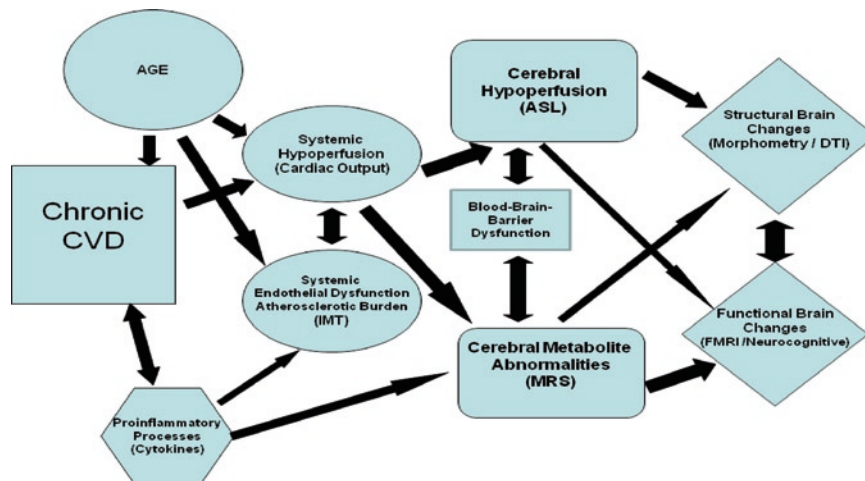 AGE
Cerebral
Hypoperfusion
(ASL)
Structural Brain
Changes
(Morphometry / DTI)
Systemic
Hypoperfusion
(Cardiac Output)
Chronic
CVD
Blood-Brain-
Barrier
Dysfunction
Systemic
Endothelial Dysfunction
Atherosclerotic Burden
(IMT)
Functional Brain
Changes
(FMRI /Neurocognitive)
Cerebral Metabolite
Abnormalities
(MRS)
Proinflammatory
Processes
(Cytokines)